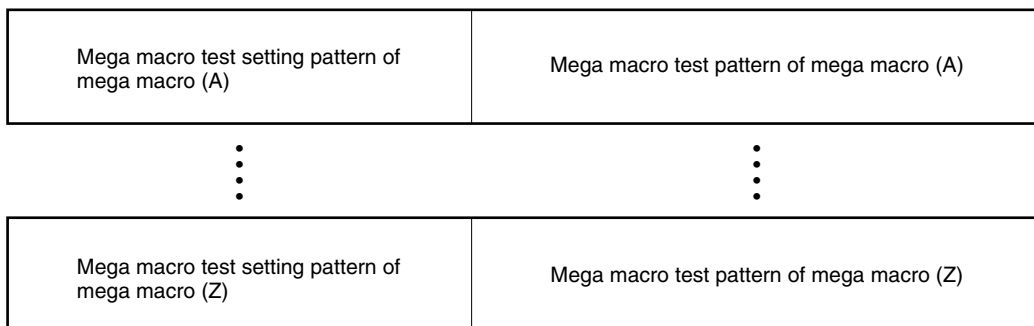 Mega macro test setting pattern of
mega macro (A)
Mega macro test pattern of mega macro (A)
Mega macro test setting pattern of
mega macro (Z)
Mega macro test pattern of mega macro (Z)